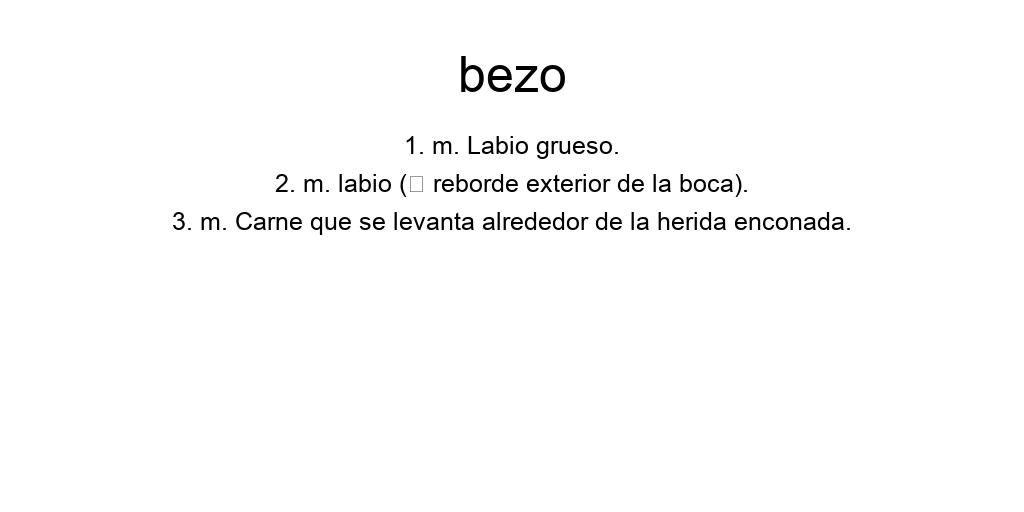 bezo
1. m. Labio grueso.
2. m. labio (□ reborde exterior de la boca).
3. m. Carne que se levanta alrededor de la herida enconada.